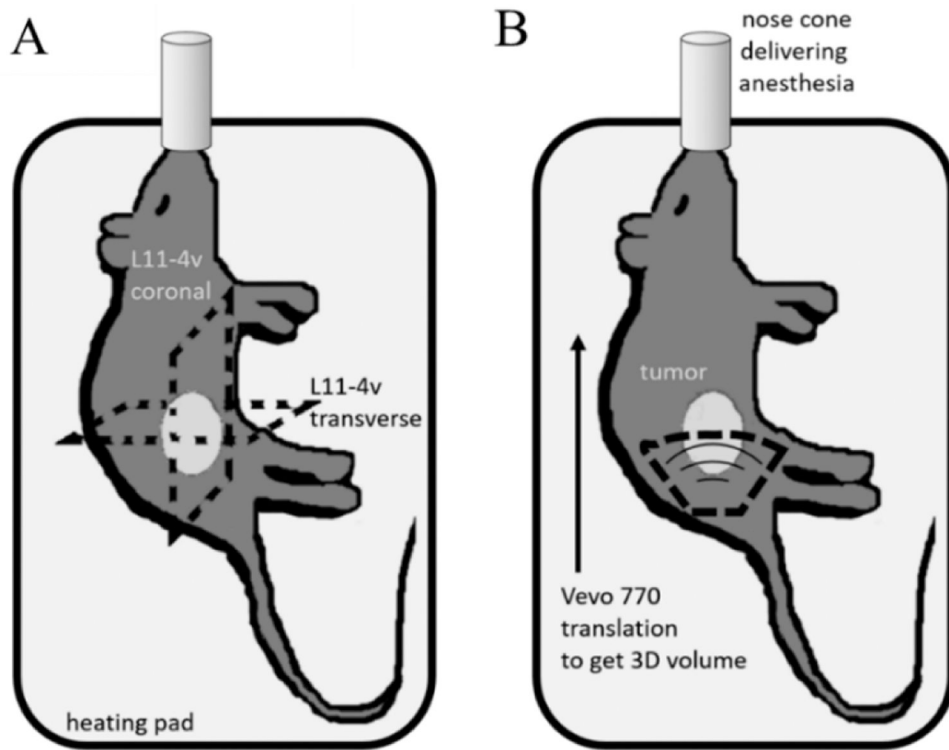 A
L11-4v
coronal
L11-4v
transverse
heating pad
B
nose cone
delivering
anesthesia
tumor
Vevo 770
translation
to get 3D volume